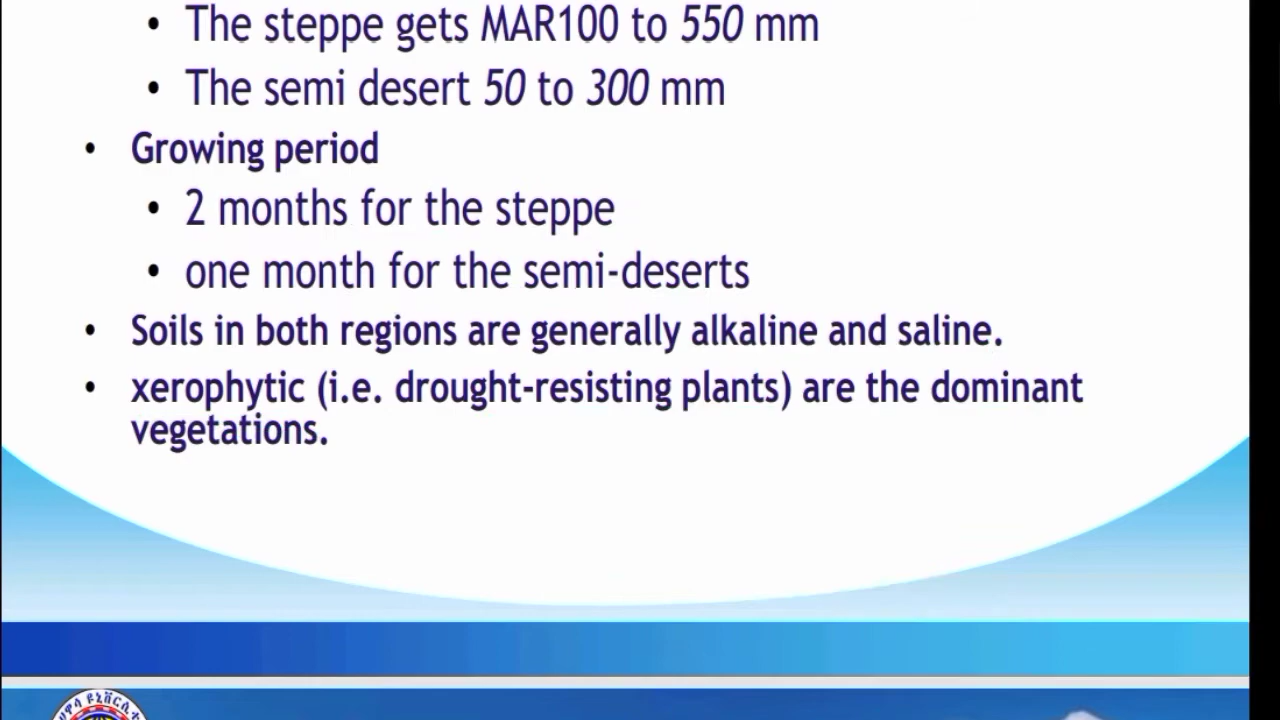 • The steppe gets MAR100 to 550 mm
• The semi desert 50 to 300 mm
• Growing period
• 2 months for the steppe
• one month for the semi-deserts
• Soils in both regions are generally alkaline and saline.
• xerophytic (i.e. drought-resisting plants) are the dominant
vegetations.
ዩኒቨርሲቲ